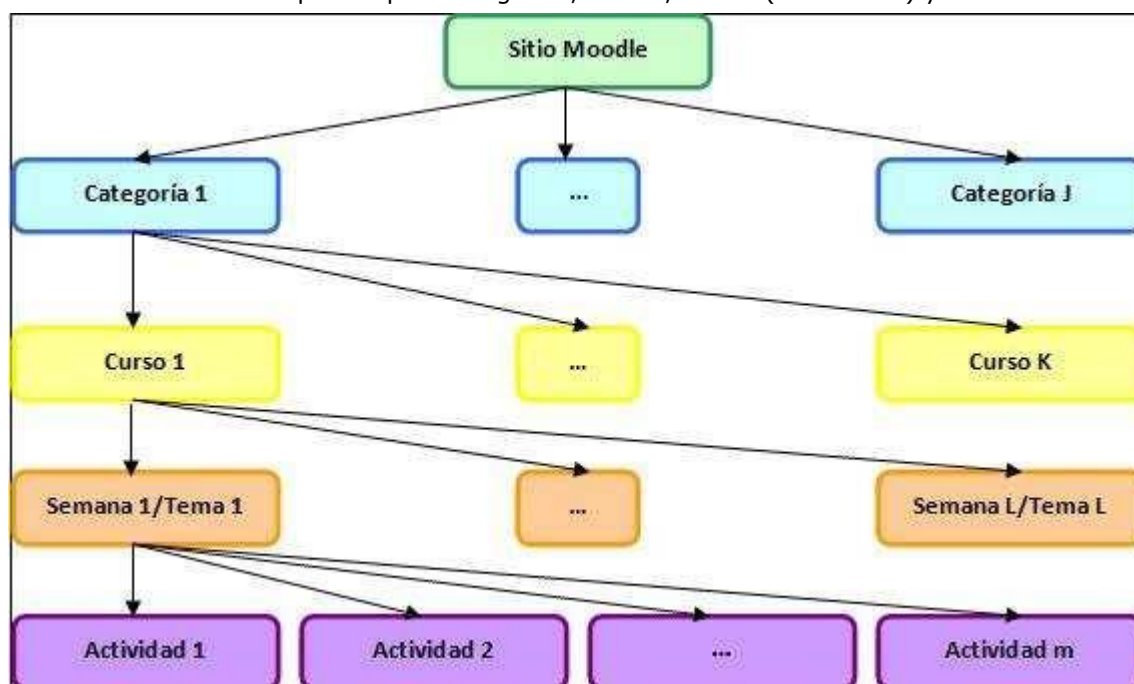 Sitio Moodle
Categoría 1
...
Categoría J
Curso 1
...
Curso K
Semana 1/Tema 1
...
Semana L/Tema L
Actividad 1
Actividad 2
...
Actividad m